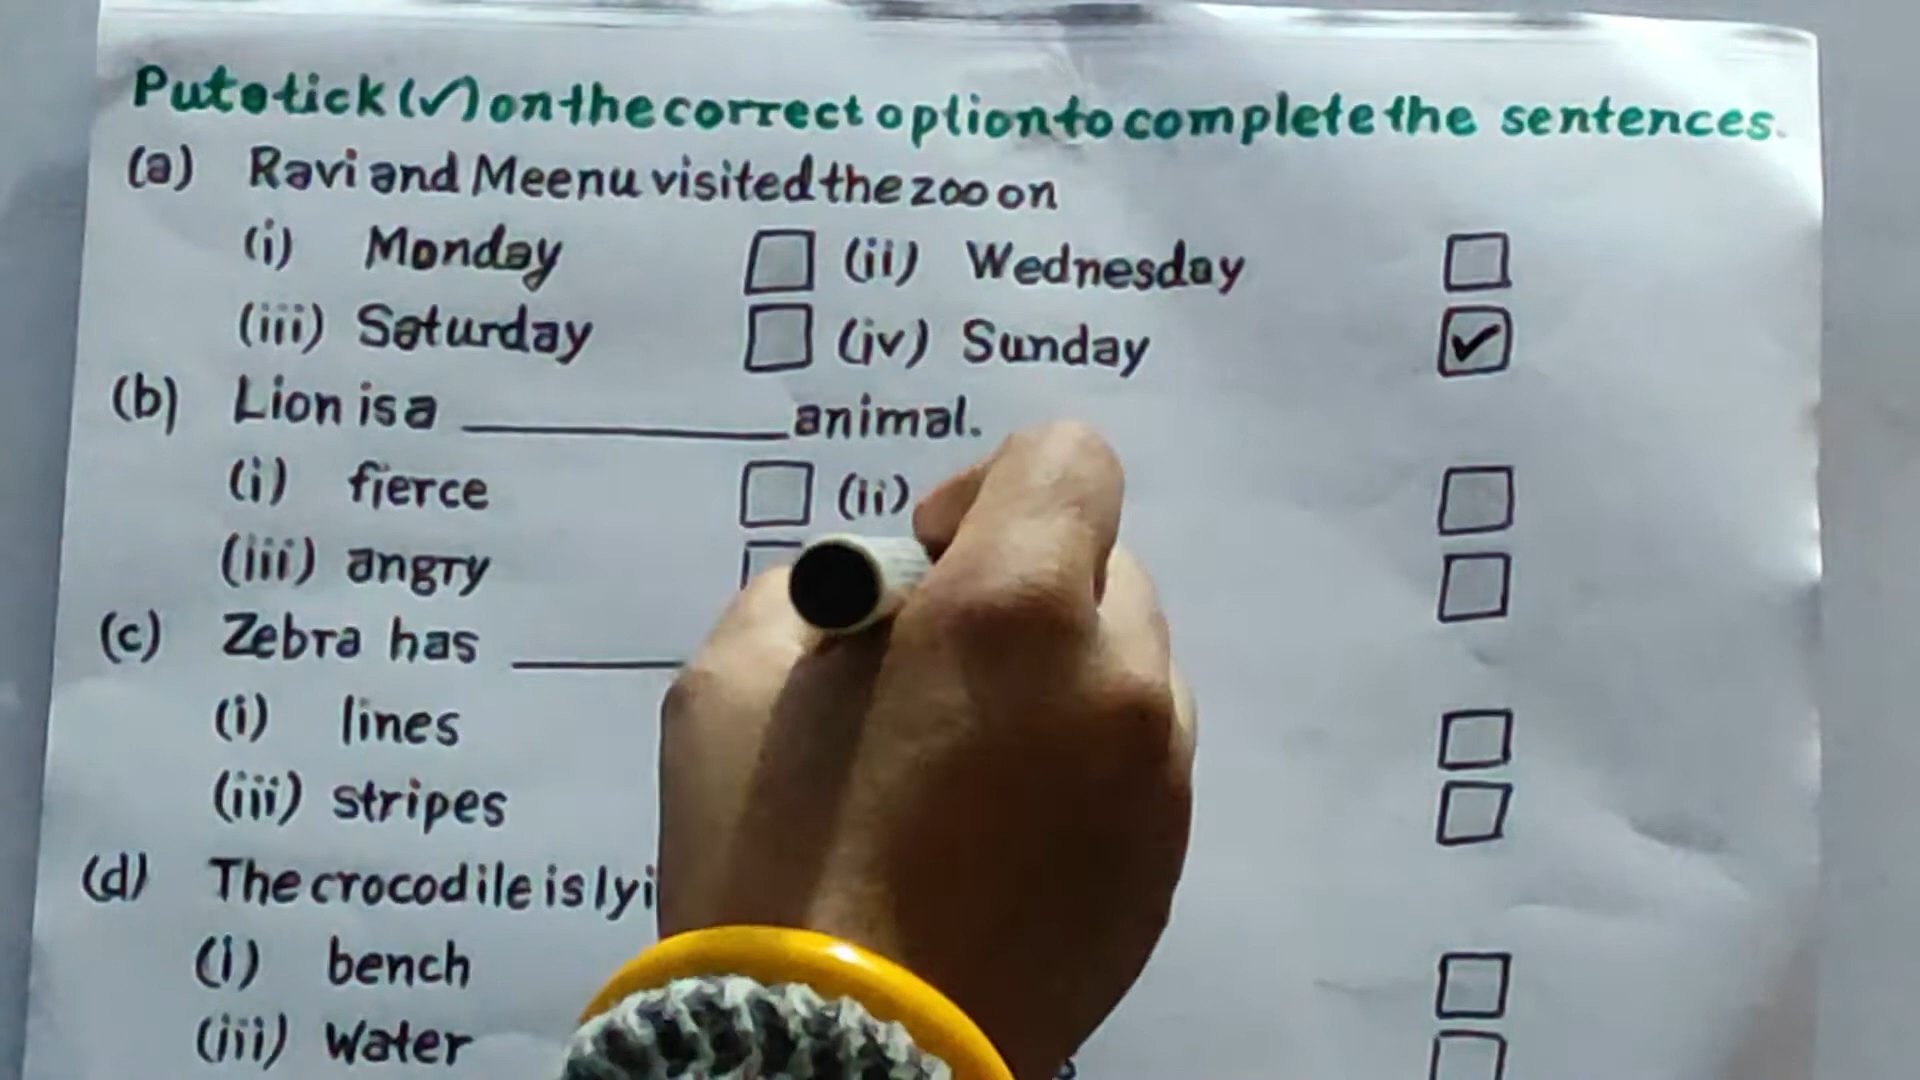 Put a tick (✓) on the correct option to complete the sentences.
(a) Ravi and Meenu visited the zoo on
(i) Monday (ii) Wednesday
(iii) Saturday (iv) Sunday ✓
(b) Lion is a ________ animal.
(i) fierce (ii)
(iii) angry
(c) Zebra has ____
(i) lines
(iii) stripes
(d) The crocodile is lyi
(i) bench
(iii) Water